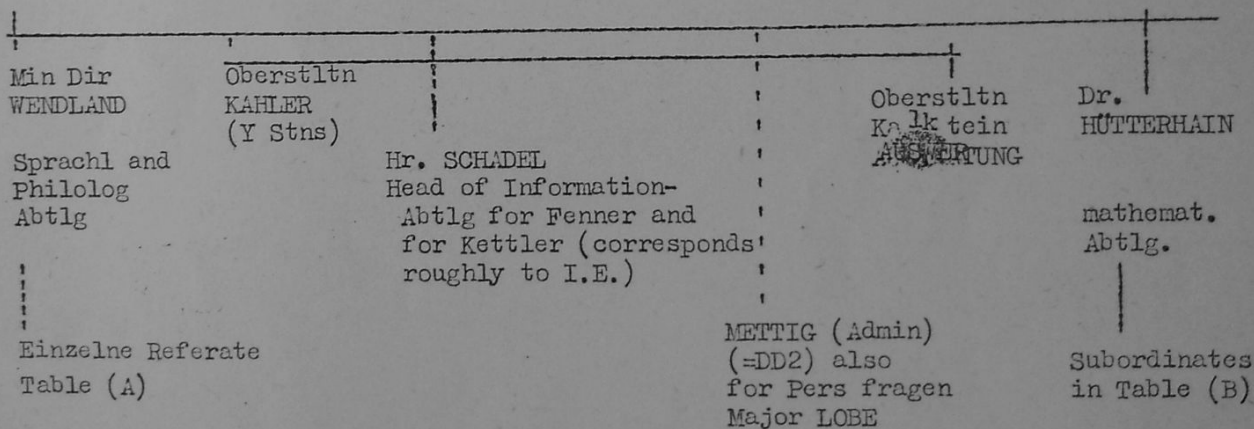 Min Dir
WENDLAND
Sprachl and
Philolog
Abtlg
Einzelne Referate
Table (A)
Oberstltn
KAHLER
(Y Stns)
Hr. SCHADEL
Head of Information-
Abtlg for Fenner and
for Kettler (corresponds
roughly to I.E.)
METTIG (Admin)
(=DD2) also
for Pers fragen
Major LOBE
Oberstltn
Kalktein
AUSWERTUNG
Dr.
HÜTTERHAIN
mathemat.
Abtlg.
Subordinates
in Table (B)